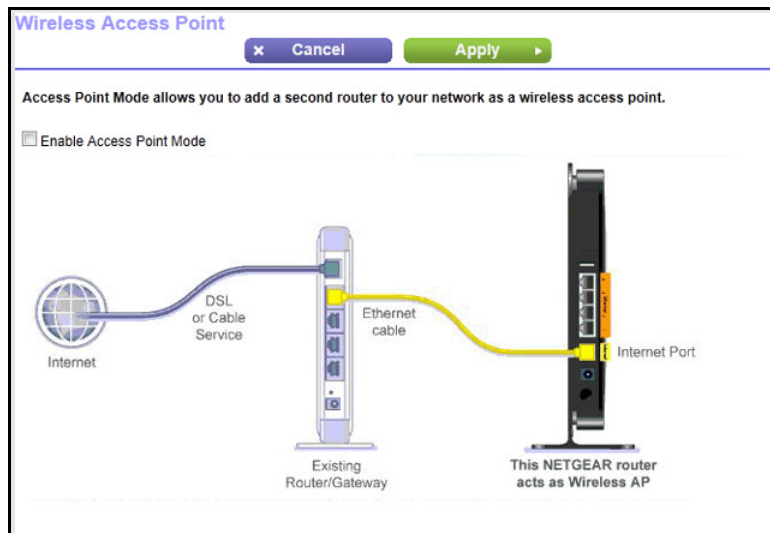 Wireless Access Point
× Cancel
Apply
Access Point Mode allows you to add a second router to your network as a wireless access point.
Enable Access Point Mode
DSL
or Cable
Service
Ethernet
cable
Internet
Internet Port
Existing
Router/Gateway
This NETGEAR router
acts as Wireless AP